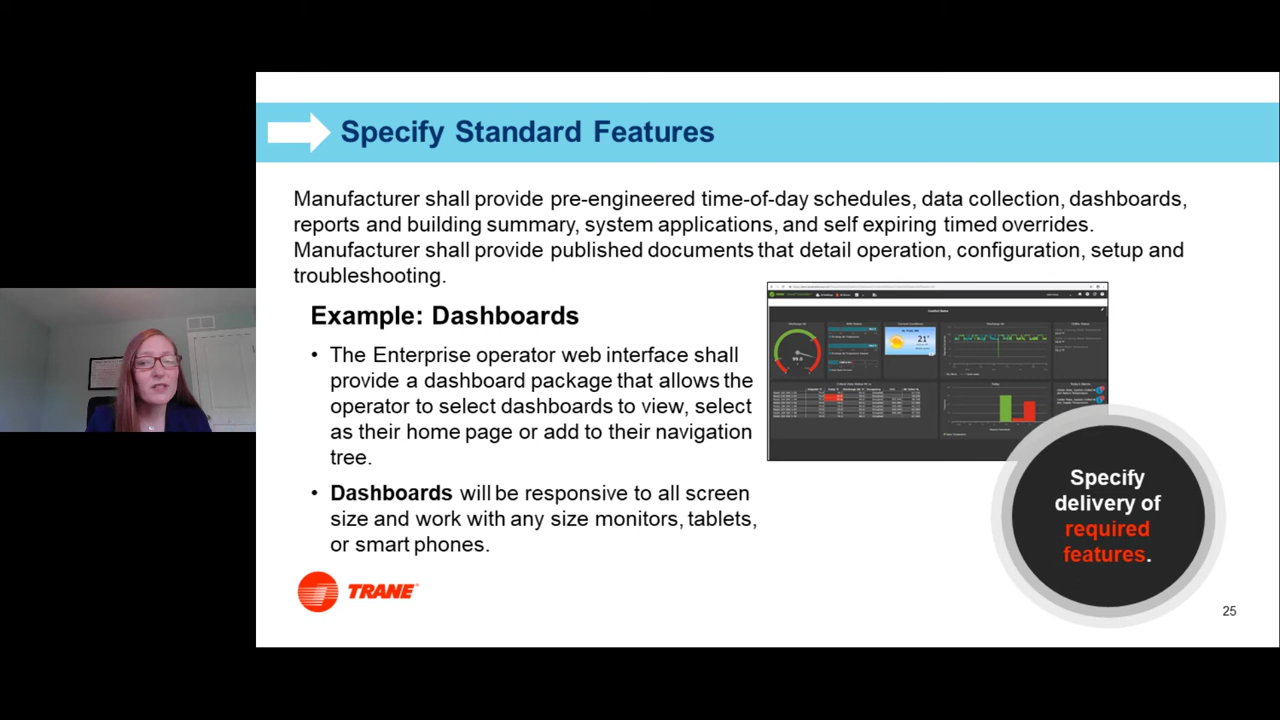 Specify Standard Features
Manufacturer shall provide pre-engineered time-of-day schedules, data collection, dashboards,
reports and building summary, system applications, and self expiring timed overrides.
Manufacturer shall provide published documents that detail operation, configuration, setup and
troubleshooting.
Example: Dashboards
• The Enterprise operator web interface shall
provide a dashboard package that allows the
operator to select dashboards to view, select
as their home page or add to their navigation
tree.
• Dashboards will be responsive to all screen
size and work with any size monitors, tablets,
or smart phones.
21°
Specify
delivery of
required
features.
TRANE
25